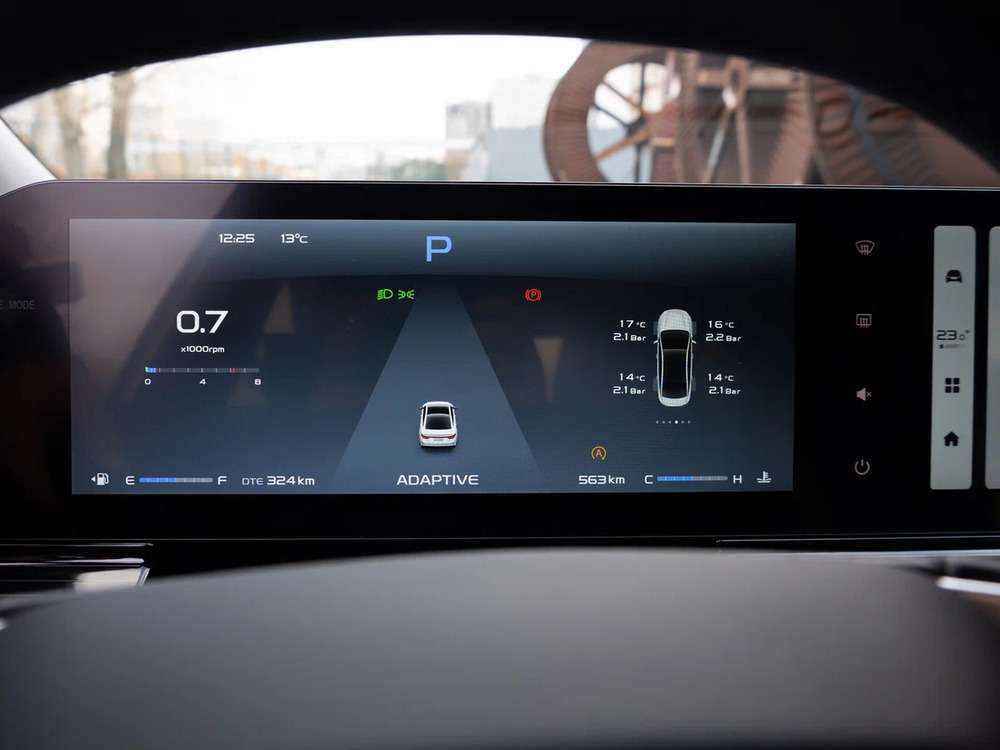 12:25 13°C
P
E MODE
0.7
x1000rpm
0 4 8
P
17°C
2.1 Bar
16°C
2.2 Bar
14°C
2.1 Bar
14°C
2.1 Bar
A
E F DTE 324km
ADAPTIVE
563km C H
23.0°